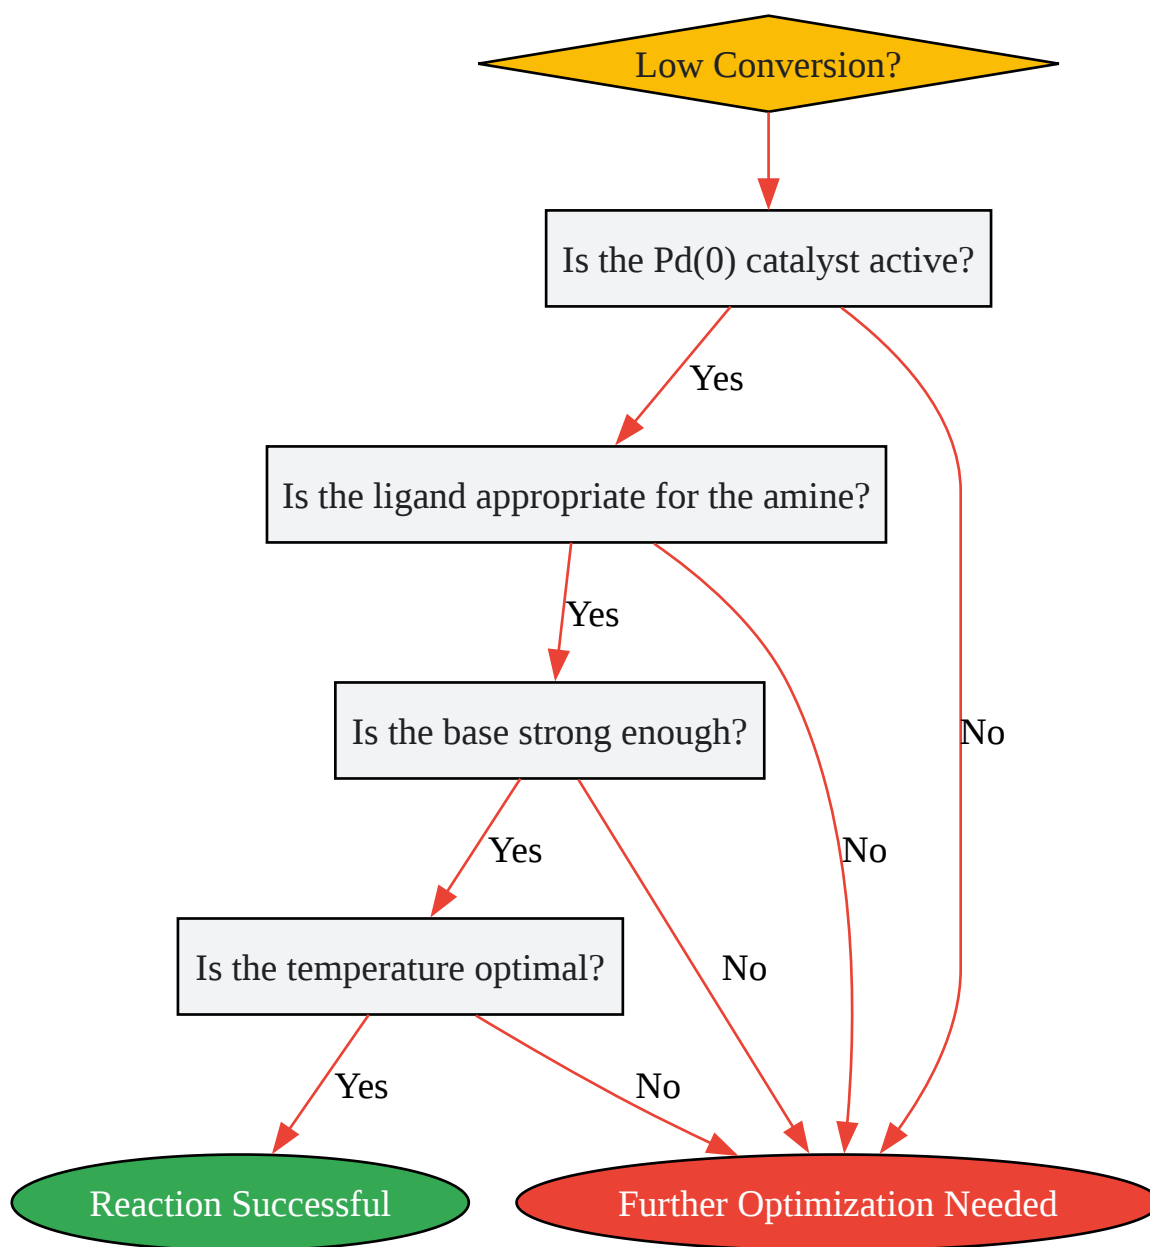 Low Conversion?
Is the Pd(0) catalyst active?
Yes
Is the ligand appropriate for the amine?
Yes
Is the base strong enough?
No
Yes
No
Is the temperature optimal?
No
Yes
No
Reaction Successful
Further Optimization Needed